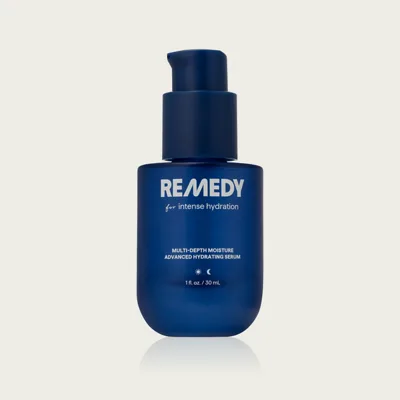 REMEDY
for intense hydration
MULTI-DEPTH MOISTURE
ADVANCED HYDRATING SERUM
1 fl. oz. / 30 mL